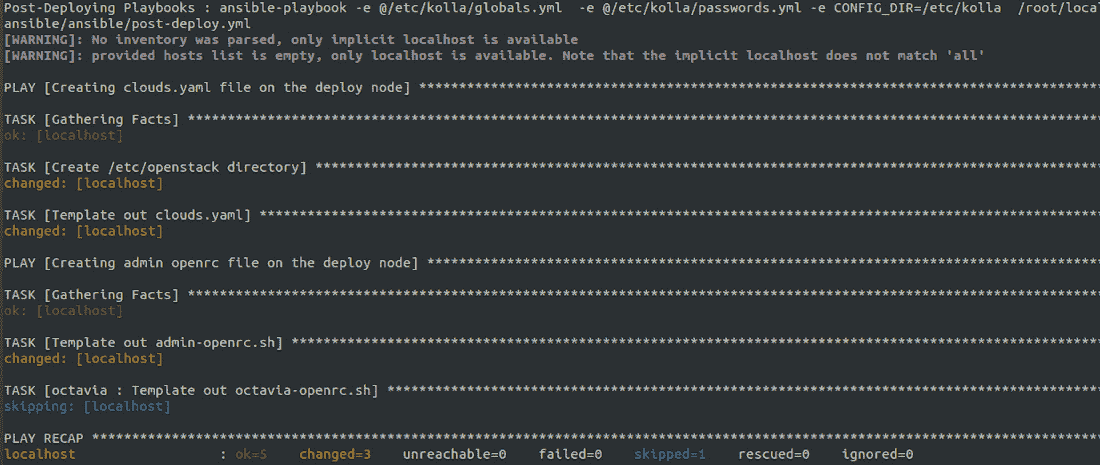 Post-Deploying Playbooks : ansible-playbook -e @/etc/kolla/globals.yml  -e @/etc/kolla/passwords.yml -e CONFIG_DIR=/etc/kolla  /root/loca
ansible/ansible/post-deploy.yml
[WARNING]: No inventory was parsed, only implicit localhost is available
[WARNING]: provided hosts list is empty, only localhost is available. Note that the implicit localhost does not match 'all'
PLAY [Creating clouds.yaml file on the deploy node] **************************************************************************************
TASK [Gathering Facts] *******************************************************************************************************************
ok: [localhost]
TASK [Create /etc/openstack directory] ***************************************************************************************************
changed: [localhost]
TASK [Template out clouds.yaml] **********************************************************************************************************
changed: [localhost]
PLAY [Creating admin openrc file on the deploy node] *************************************************************************************
TASK [Gathering Facts] *******************************************************************************************************************
ok: [localhost]
TASK [Template out admin-openrc.sh] ******************************************************************************************************
changed: [localhost]
TASK [octavia : Template out octavia-openrc.sh] ******************************************************************************************
skipping: [localhost]
PLAY RECAP *******************************************************************************************************************************
localhost                  : ok=5    changed=3    unreachable=0    failed=0    skipped=1    rescued=0    ignored=0